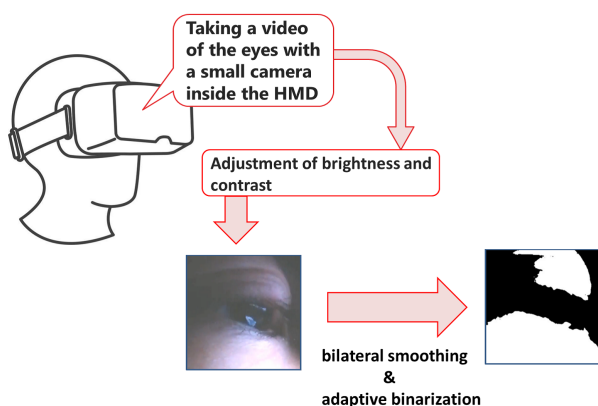 Taking a video
of the eyes with
a small camera
inside the HMD
Adjustment of brightness and
contrast
bilateral smoothing
&
adaptive binarization